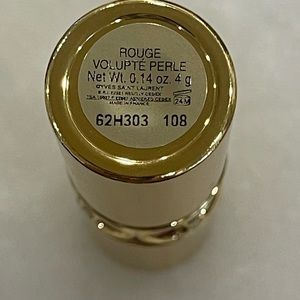 ROUGE
VOLUPTÉ PERLE
Net Wt. 0.14 oz. 4 g
©YVES SAINT LAURENT
MADE IN FRANCE
24M
62H303 108